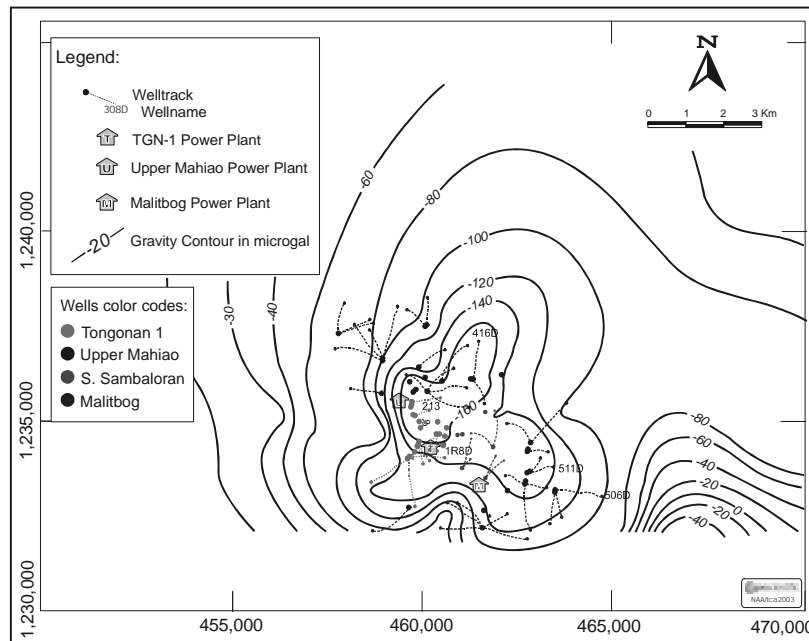 Legend:
Welltrack
308D
Wellname
T
TGN-1 Power Plant
U
Upper Mahiao Power Plant
M
Malitbog Power Plant
-20
Gravity Contour in microgal
Wells color codes:
Tongonan 1
Upper Mahiao
S. Sambaloran
Malitbog
N
0 1 2 3 Km
1,240,000
1,235,000
1,230,000
455,000
460,000
465,000
470,000
-60
-80
-100
-120
-140
-30
-40
416D
213
-160
1R8D
511D
506D
U
M
-80
-60
-40
-20
0
-20
-40
NAA/tca2003